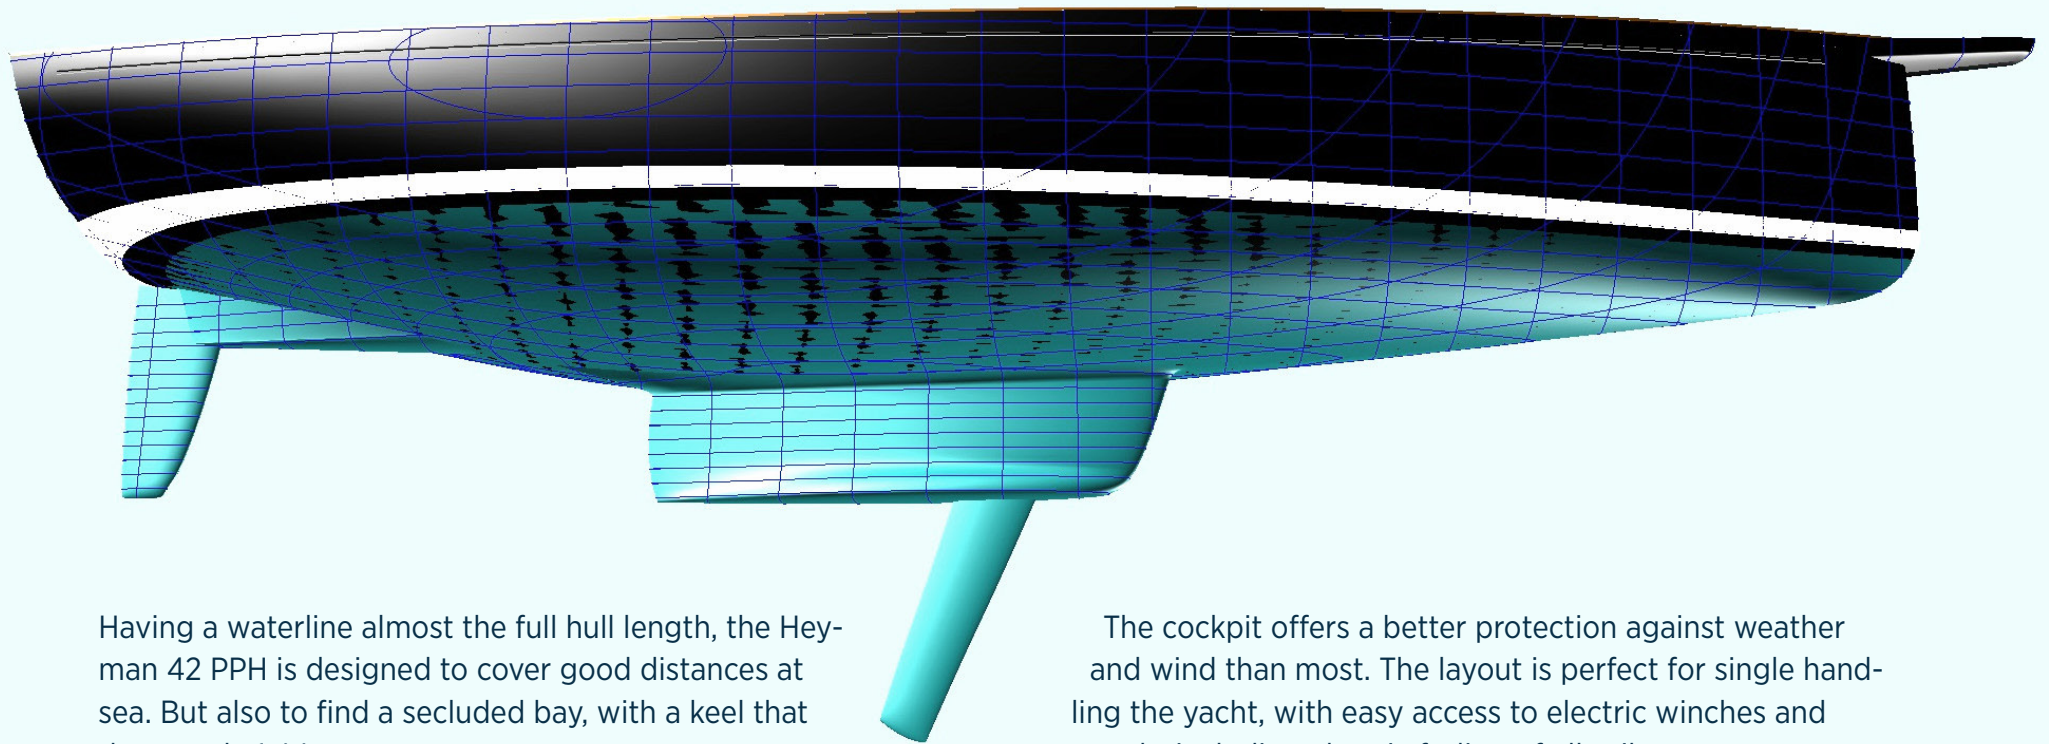 Having a waterline almost the full hull length, the Hey-
man 42 PPH is designed to cover good distances at
sea. But also to find a secluded bay, with a keel that
The cockpit offers a better protection against weather
and wind than most. The layout is perfect for single hand-
ling the yacht, with easy access to electric winches and